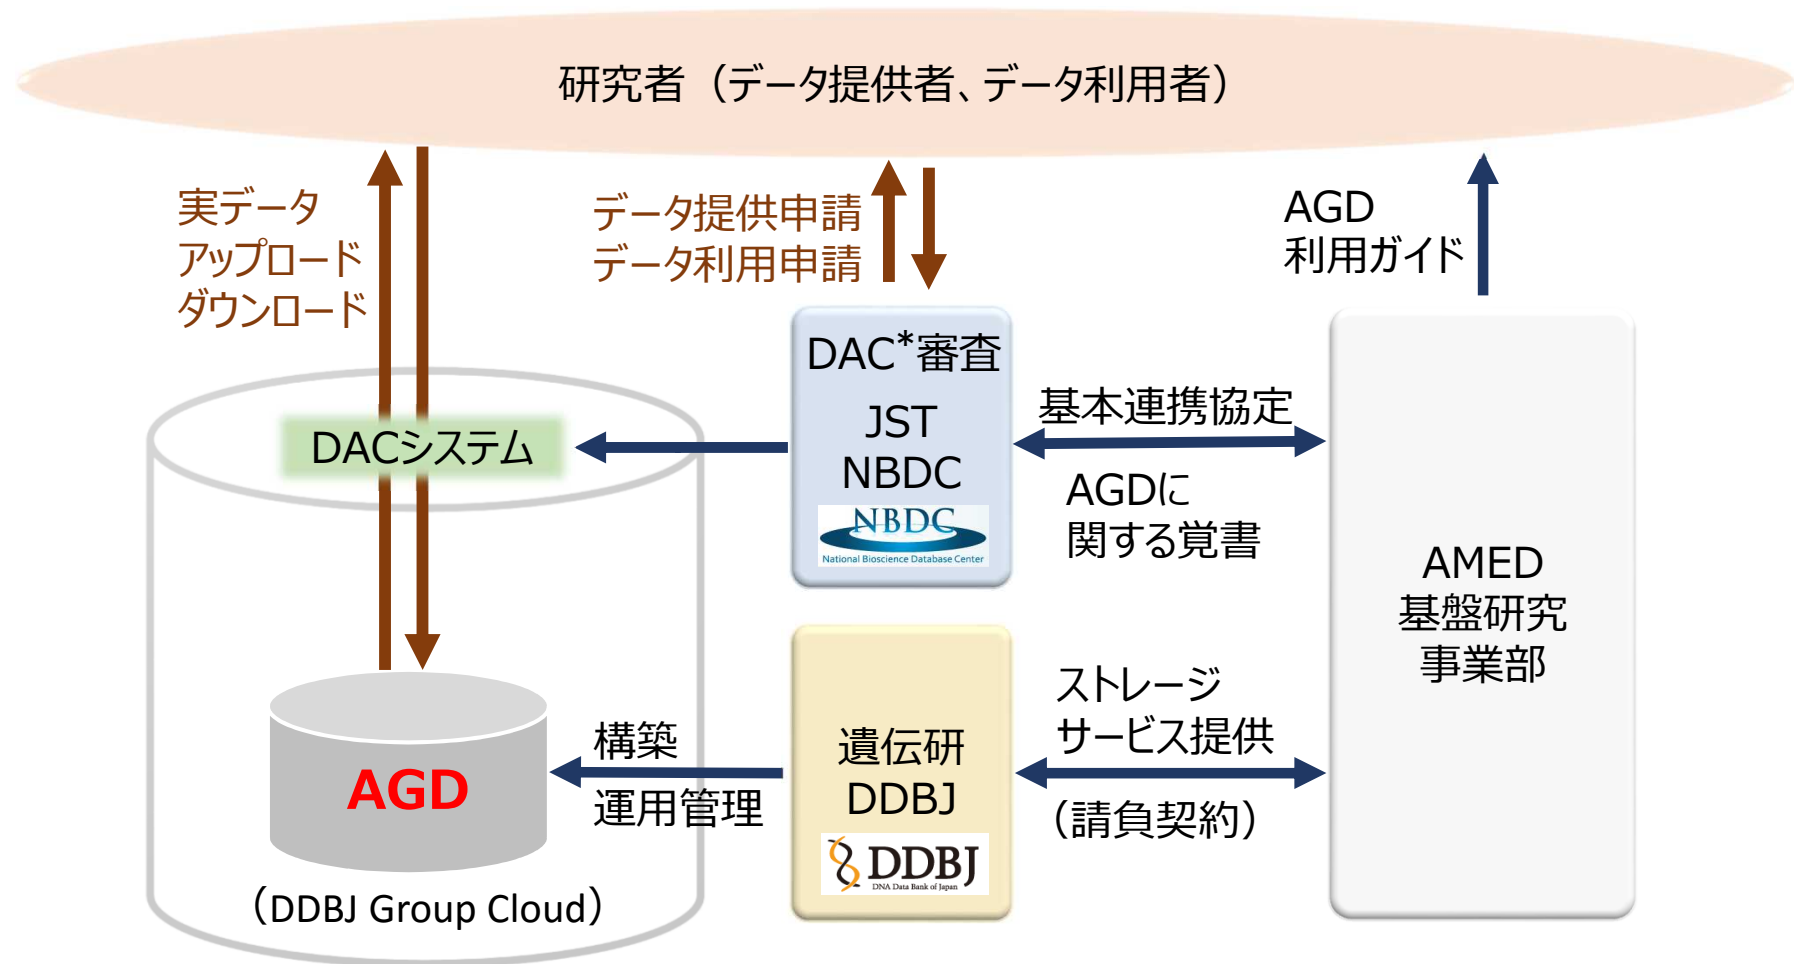 研究者（データ提供者、データ利用者）
実データ
アップロード
ダウンロード
データ提供申請
データ利用申請
AGD
利用ガイド
DAC*審査
JST
NBDC
NBDC
National Bioscience Database Center
DACシステム
基本連携協定
AGDに
関する覚書
AMED
基盤研究
事業部
遺伝研
DDBJ
DDBJ
DNA Data Bank of Japan
ストレージ
サービス提供
（請負契約）
構築
運用管理
AGD
（DDBJ Group Cloud）